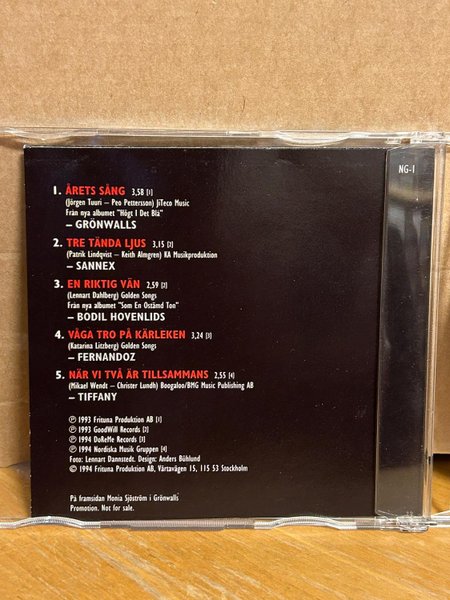 NG-1
1. ÅRETS SÅNG 3,58 [1]
(Jörgen Tuuri – Peo Pettersson) JiTeco Music
Från nya albumet "Högt I Det Blå"
– GRÖNWALLS
2. TRE TÄNDA LJUS 3,15 [2]
(Patrik Lindqvist – Keith Almgren) KA Musikproduktion
– SANNEX
3. EN RIKTIG VÄN 2,59 [2]
(Lennart Dahlberg) Golden Songs
Från nya albumet "Som En Ostämd Ton"
– BODIL HOVENLIDS
4. VÅGA TRO PÅ KÄRLEKEN 3,24 [3]
(Katarina Litzberg) Golden Songs
– FERNANDOZ
5. NÄR VI TVÅ ÄR TILLSAMMANS 2,55 [4]
(Mikael Wendt – Christer Lundh) Boogaloo/BMG Music Publishing AB
– TIFFANY
℗ 1993 Frituna Produktion AB [1]
℗ 1993 GoodWill Records [2]
℗ 1994 DoReMe Records [3]
℗ 1994 Nordiska Musik Gruppen [4]
Foto: Lennart Dannstedt. Design: Anders Bühlund
© 1994 Frituna Produktion AB, Värtavägen 15, 115 53 Stockholm
På framsidan Monia Sjöström i Grönwalls
Promotion. Not for sale.